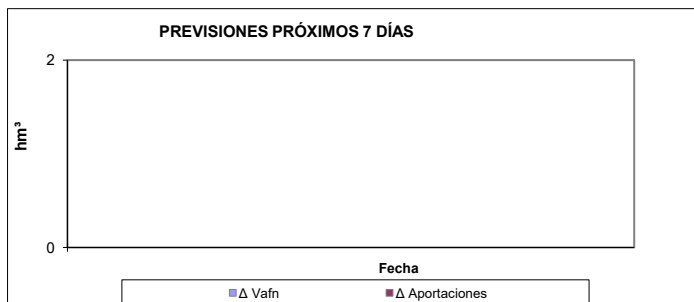 PREVISIONES PRÓXIMOS 7 DÍAS
2
hm³
0
Fecha
Δ Vafn Δ Aportaciones